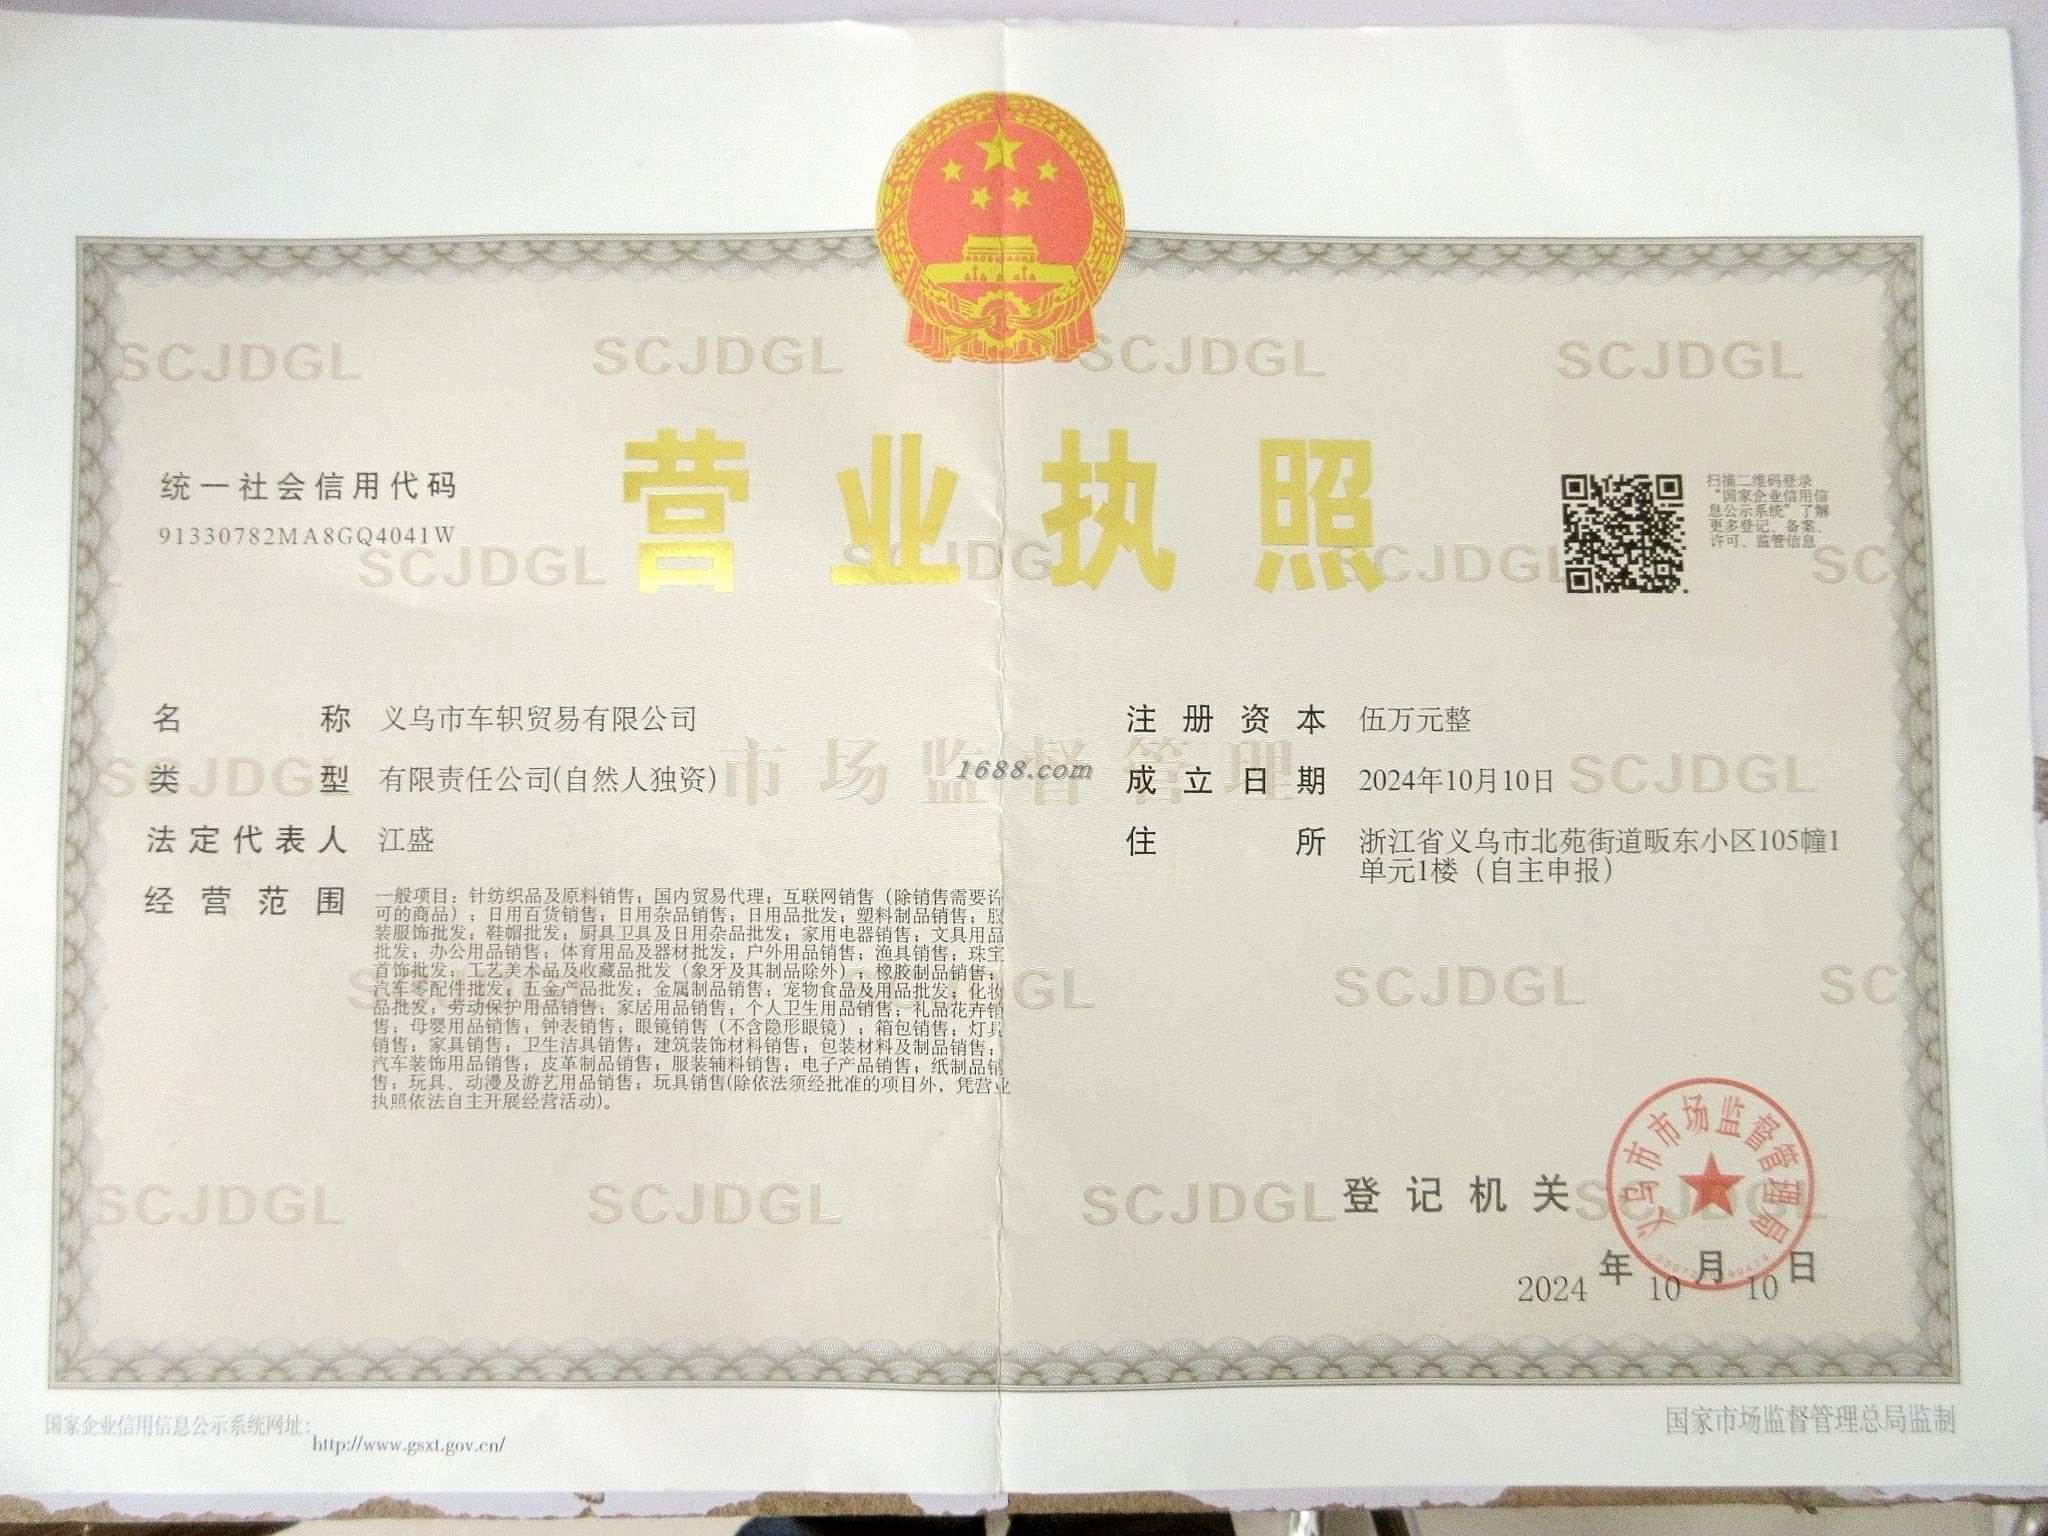 SCJDGL SCJDGL SCJDGL SCJDGL
营业执照
统一社会信用代码
91330782MA8GQ4041W
扫描二维码登录
“国家企业信用信
息公示系统”了解
更多登记、备案、
许可、监管信息
SCJDGL SCJDGL SCJDGL SC
名称 义乌市车轵贸易有限公司
类型 有限责任公司(自然人独资)
法定代表人 江盛
经营范围 一般项目：针纺织品及原料销售；国内贸易代理；互联网销售（除销售需要许
可的商品）；日用百货销售；日用杂品销售；日用品批发；塑料制品销售；服
装服饰批发；鞋帽批发；厨具卫具及日用杂品批发；家用电器销售；文具用品
批发；办公用品销售；体育用品及器材批发；户外用品销售；渔具销售；珠宝
首饰批发；工艺美术品及收藏品批发（象牙及其制品除外）；橡胶制品销售；
汽车零配件批发；五金产品批发；金属制品销售；宠物食品及用品批发；化妆
品批发；劳动保护用品销售；家居用品销售；个人卫生用品销售；礼品花卉销
售；母婴用品销售；钟表销售；眼镜销售（不含隐形眼镜）；箱包销售；灯具
销售；家具销售；卫生洁具销售；建筑装饰材料销售；包装材料及制品销售；
汽车装饰用品销售；皮革制品销售；服装辅料销售；电子产品销售；纸制品销
售；玩具、动漫及游艺用品销售；玩具销售(除依法须经批准的项目外，凭营业
执照依法自主开展经营活动)。
注册资本 伍万元整
成立日期 2024年10月10日
住所 浙江省义乌市北苑街道畈东小区105幢1
单元1楼（自主申报）
SCJDGL 市场监督管理 SCJDGL
1688.com
SCJDGL SCJDGL SC
SCJDGL SCJDGL SCJDGL SCJDGL
登记机关
义乌市市场监督管理局
2024年10月10日
国家企业信用信息公示系统网址：
http://www.gsxt.gov.cn/
国家市场监督管理总局监制